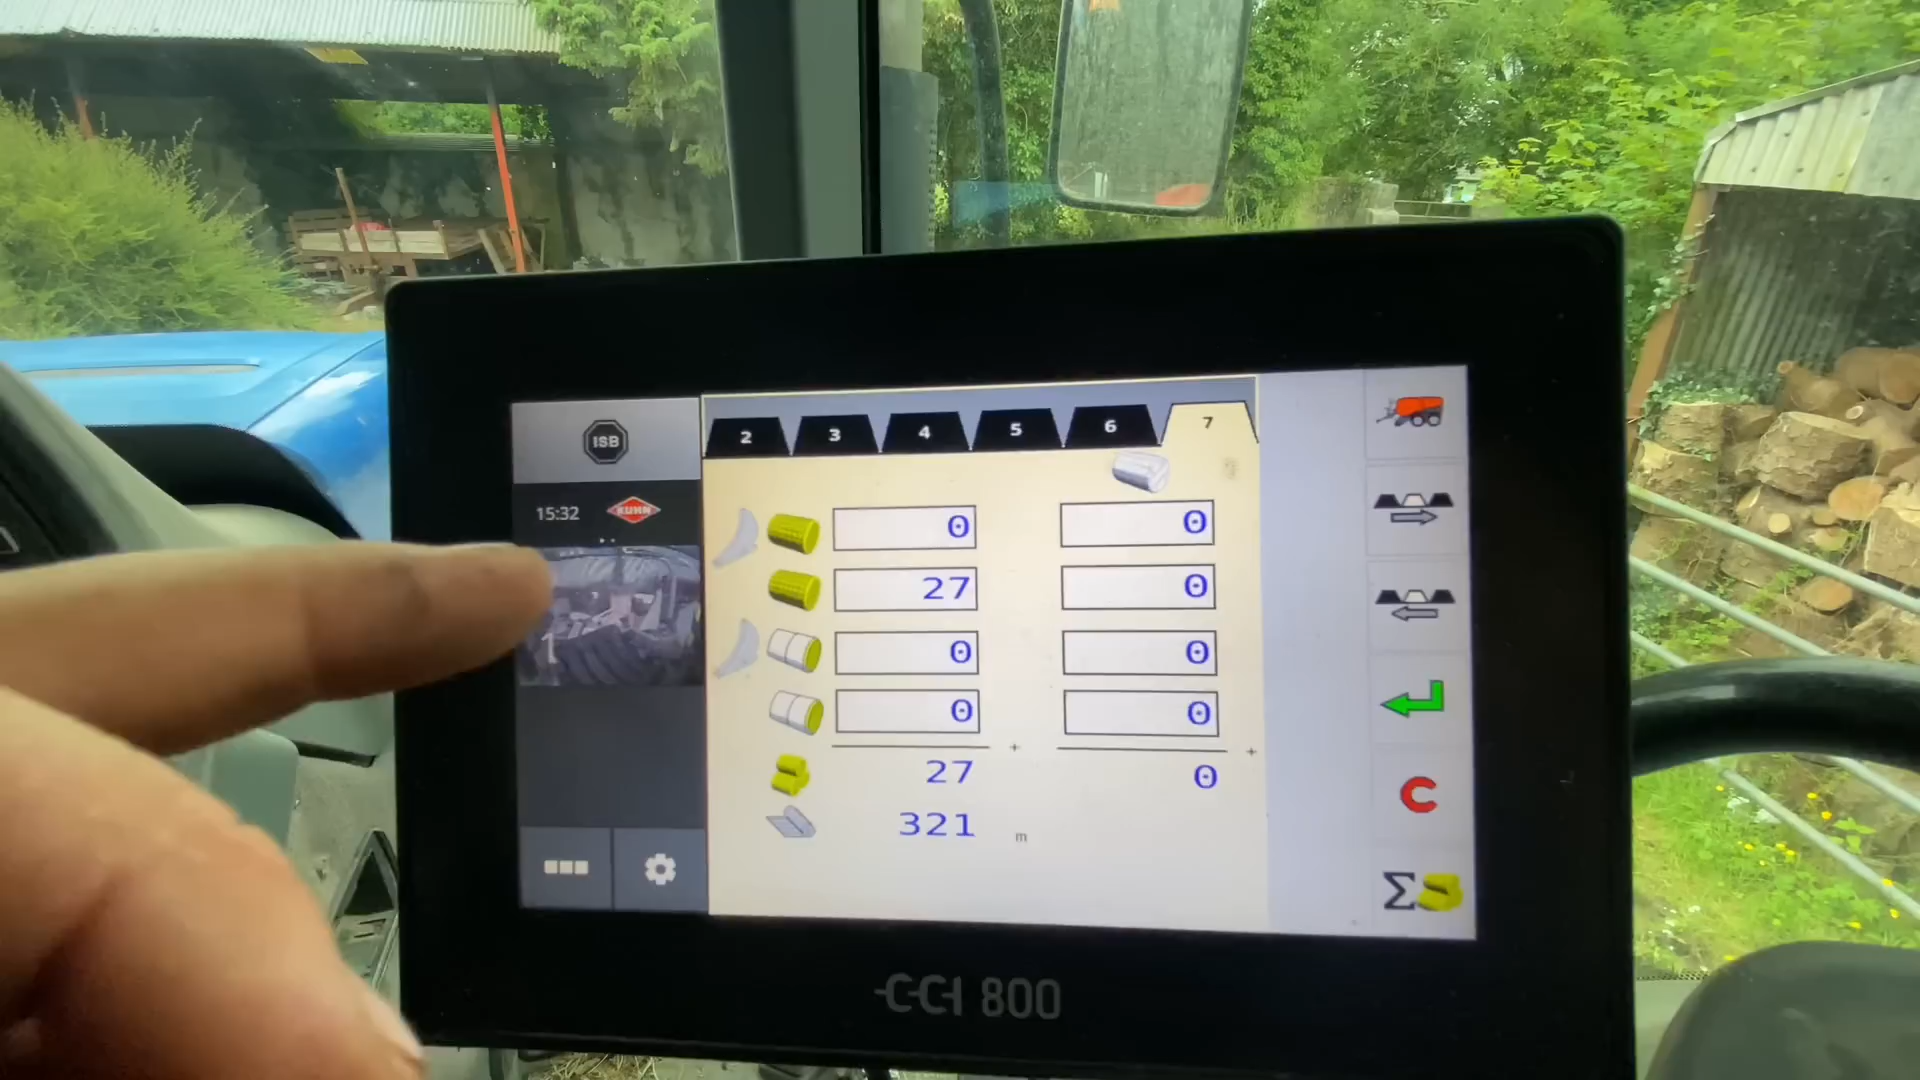 ISB
15:32
KUHN
2 3 4 5 6 7
0 0
27 0
0 0
0 0
+ +
27 0
321 m
C
Σ
CCI 800